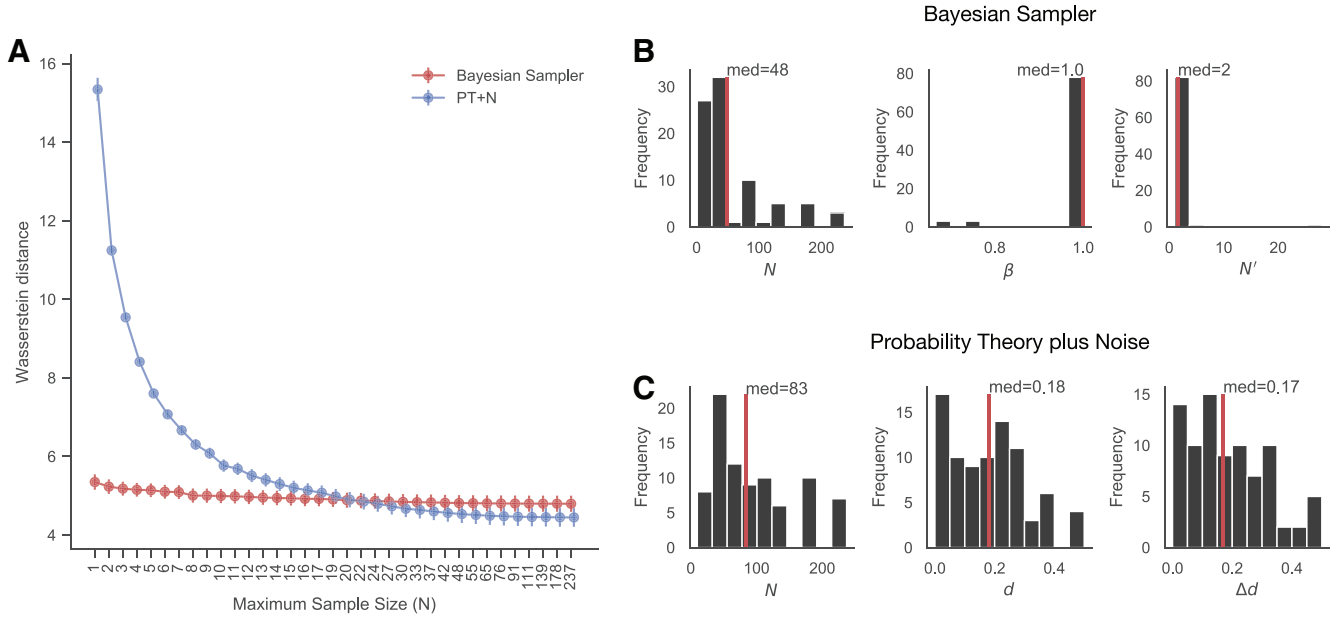 A
16
14
12
10
8
6
4
Wasserstein distance
Bayesian Sampler
PT+N
1 2 3 4 5 6 7 8 9 10 11 12 13 14 15 16 17 19 20 22 24 27 30 33 37 42 48 55 65 76 91 111 139 178 237
Maximum Sample Size (N)
Bayesian Sampler
B
med=48
30
20
10
0
Frequency
0 100 200
N
med=1.0
80
60
40
20
0
Frequency
0.8 1.0
β
med=2
80
60
40
20
0
Frequency
0 10 20
N′
Probability Theory plus Noise
C
med=83
20
15
10
5
0
Frequency
0 100 200
N
med=0.18
15
10
5
0
Frequency
0.0 0.2 0.4
d
med=0.17
15
10
5
0
Frequency
0.0 0.2 0.4
Δd